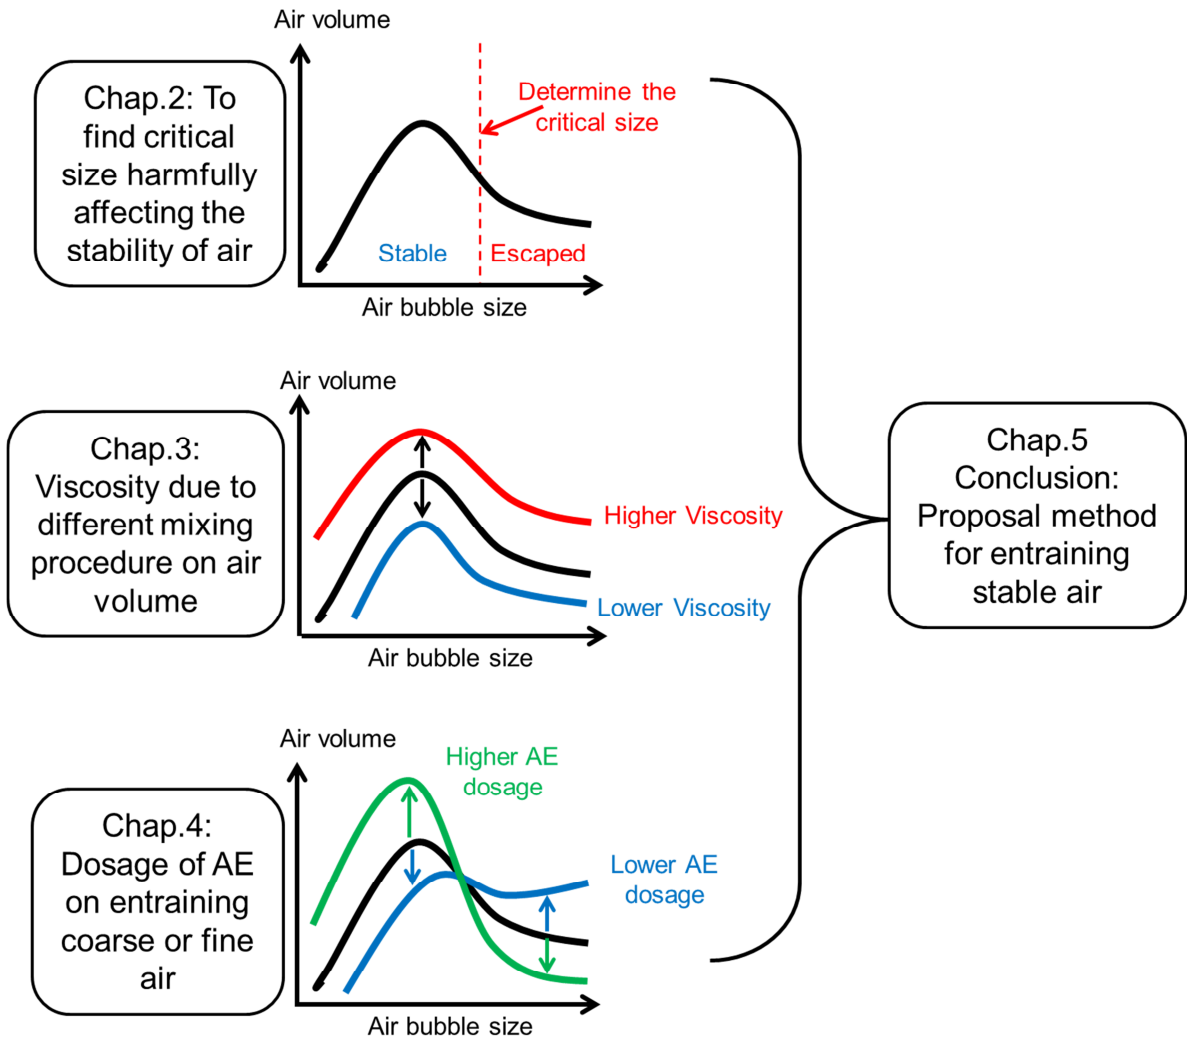 Air volume
Chap.2: To
find critical
size harmfully
affecting the
stability of air
Determine the
critical size
Stable
Escaped
Air bubble size
Air volume
Chap.3:
Viscosity due to
different mixing
procedure on air
volume
Higher Viscosity
Lower Viscosity
Air bubble size
Air volume
Chap.4:
Dosage of AE
on entraining
coarse or fine
air
Higher AE
dosage
Lower AE
dosage
Air bubble size
Chap.5
Conclusion:
Proposal method
for entraining
stable air